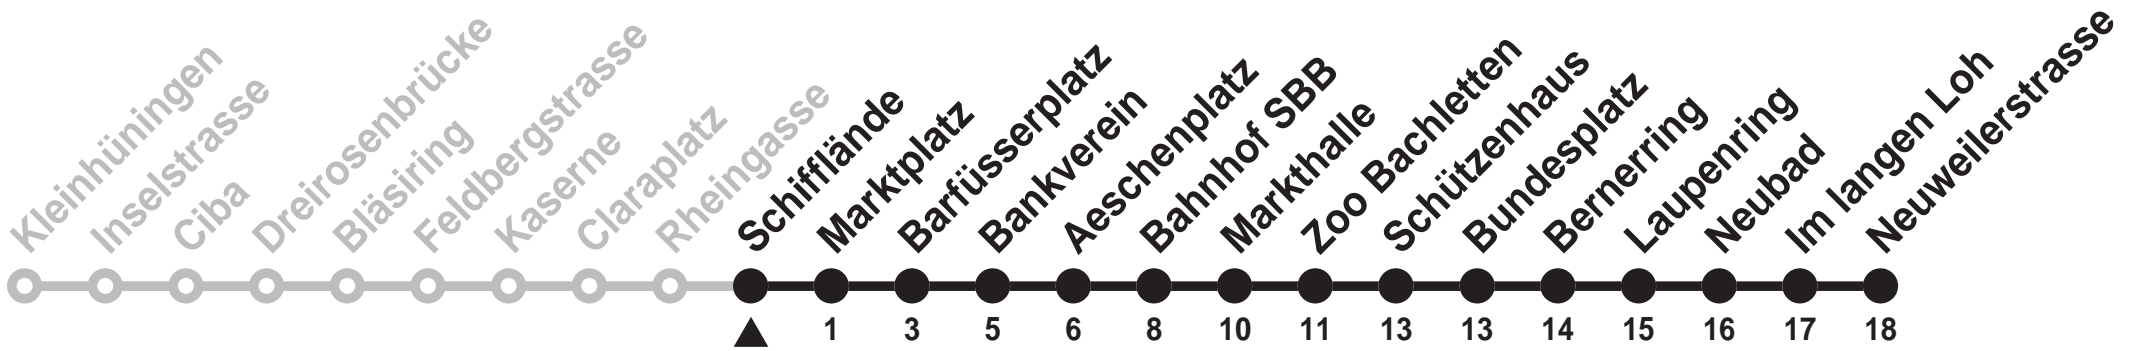 Kleinhüningen
Inselstrasse
Ciba
Dreirosenbrücke
Bläsiring
Feldbergstrasse
Kaserne
Claraplatz
Rheingasse
Schifflände
Marktplatz
Barfüsserplatz
Bankverein
Aeschenplatz
Bahnhof SBB
Markthalle
Zoo Bachletten
Schützenhaus
Bundesplatz
Bernerring
Laupenring
Neubad
Im langen Loh
Neuweilerstrasse
1 3 5 6 8 10 11 13 13 14 15 16 17 18